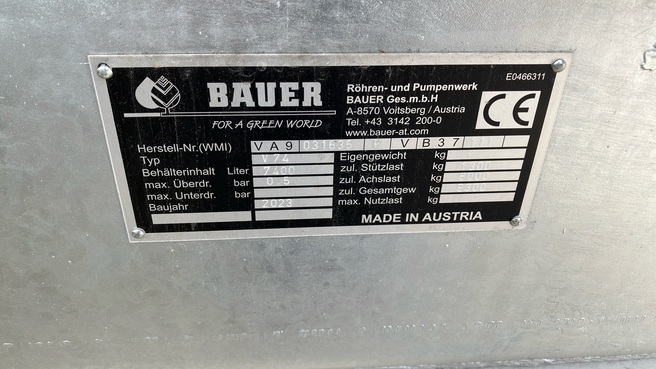 E0466311
BAUER
FOR A GREEN WORLD
Röhren- und Pumpenwerk
BAUER Ges.m.b.H
A-8570 Voitsberg / Austria
Tel. +43 3142 200-0
www.bauer-at.com
CE
Herstell-Nr.(WMI) VA9 V B37
Typ V74
Behälterinhalt Liter 7400
max. Überdr. bar 0,5
max. Unterdr. bar
Baujahr 2023
Eigengewicht kg
zul. Stützlast kg
zul. Achslast kg
zul. Gesamtgew kg
max. Nutzlast kg
MADE IN AUSTRIA